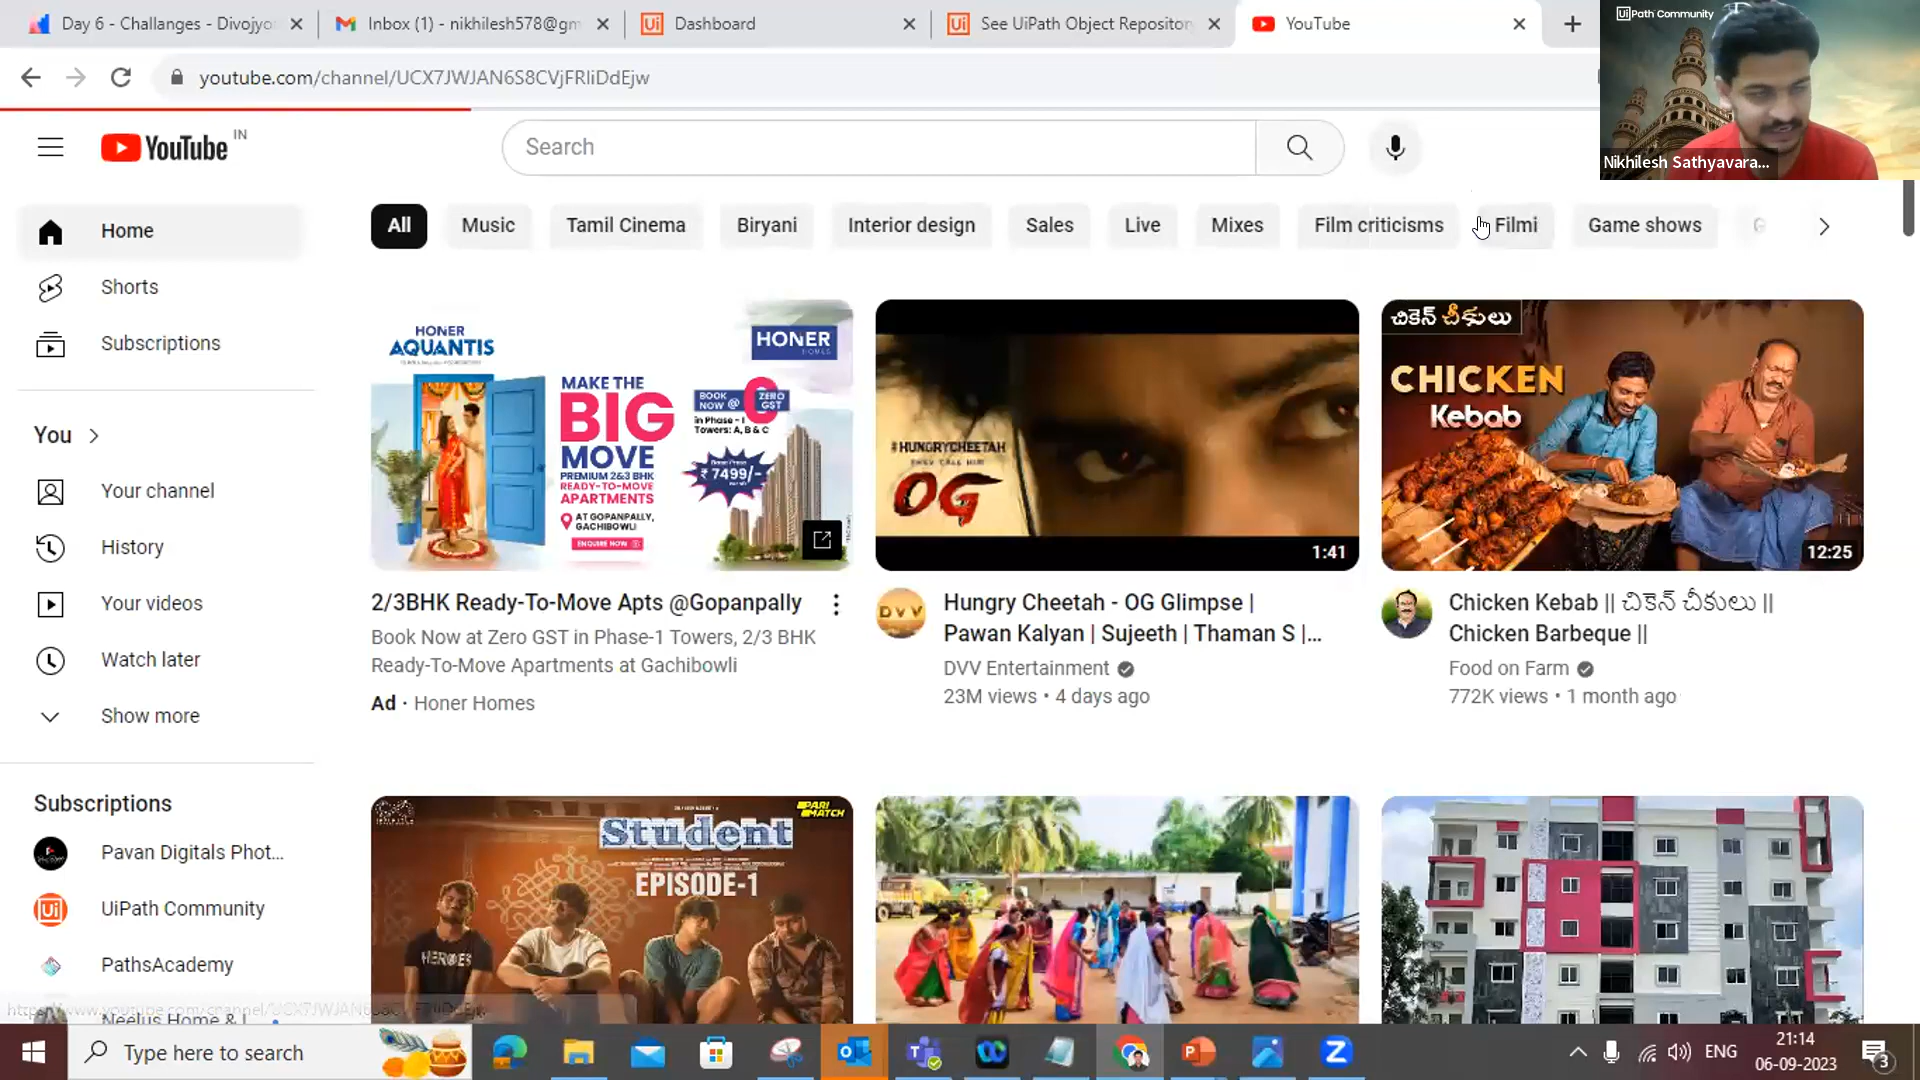 Day 6 - Challanges - Divojyo
Inbox (1) - nikhilesh578@gm
Dashboard
See UiPath Object Repositor
YouTube
UiPath Community
youtube.com/channel/UCX7JWJAN6S8CVjFRliDdEjw
Nikhilesh Sathyavara...
YouTube IN
Search
Home
Shorts
Subscriptions
You
Your channel
History
Your videos
Watch later
Show more
Subscriptions
Pavan Digitals Phot...
UiPath Community
PathsAcademy
Neelus Home & L
All
Music
Tamil Cinema
Biryani
Interior design
Sales
Live
Mixes
Film criticisms
Filmi
Game shows
HONER
AQUANTIS
HONER
HOMES
MAKE THE
BIG
MOVE
PREMIUM 2&3 BHK
READY-TO-MOVE
APARTMENTS
AT GOPANPALLY,
GACHIBOWLI
ENQUIRE NOW
BOOK
NOW @
ZERO
GST
in Phase - 1
Towers: A, B & C
₹ 7499/-
2/3BHK Ready-To-Move Apts @Gopanpally
Book Now at Zero GST in Phase-1 Towers, 2/3 BHK
Ready-To-Move Apartments at Gachibowli
Ad · Honer Homes
#HUNGRYCHEETAH
THEY CALL HIM
OG
1:41
DVV
Hungry Cheetah - OG Glimpse |
Pawan Kalyan | Sujeeth | Thaman S |...
DVV Entertainment
23M views • 4 days ago
చికెన్ చీకులు
CHICKEN
Kebab
12:25
Chicken Kebab || చికెన్ చీకులు ||
Chicken Barbeque ||
Food on Farm
772K views • 1 month ago
Student
EPISODE-1
PARI
MATCH
HEROES
Type here to search
ENG
21:14
06-09-2023
3